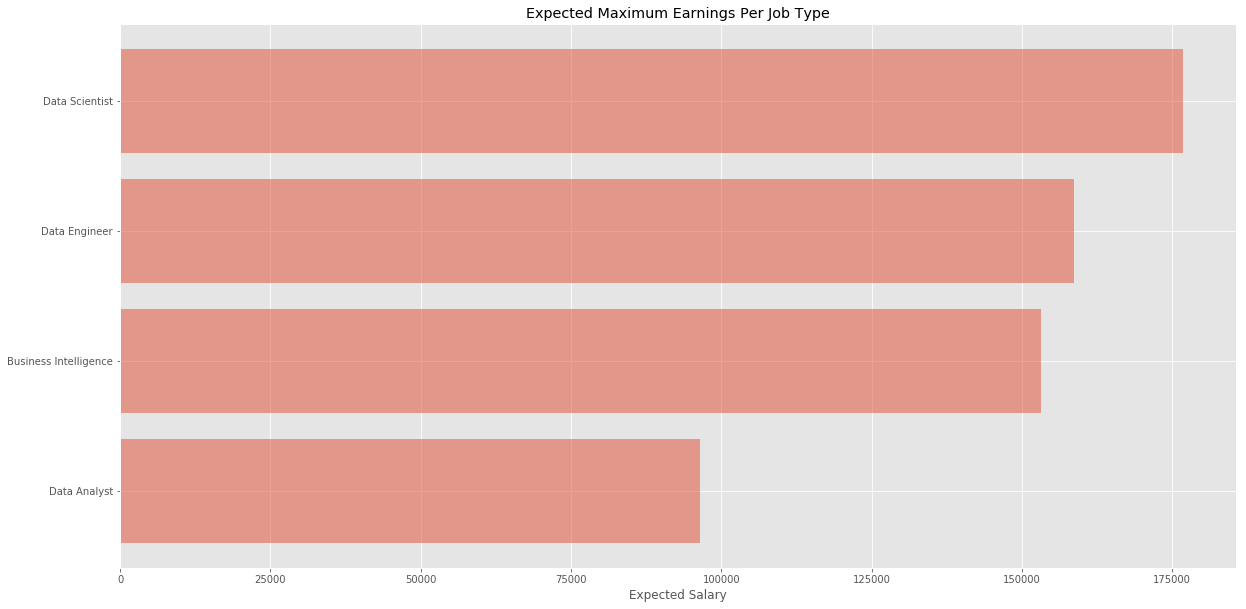 Expected Maximum Earnings Per Job Type
Data Scientist
Data Engineer
Business Intelligence
Data Analyst
0 25000 50000 75000 100000 125000 150000 175000
Expected Salary